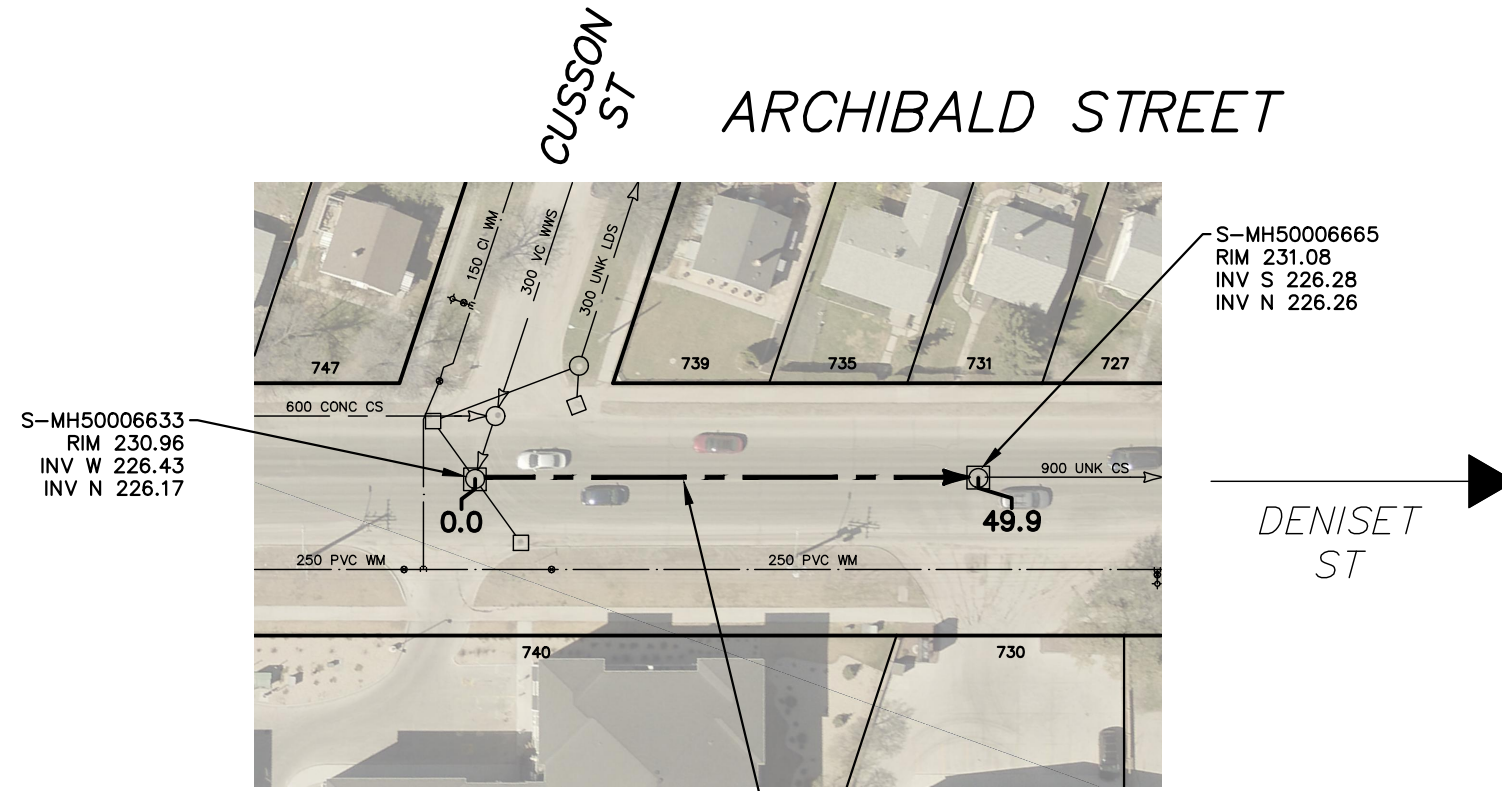 CUSSON
ST
ARCHIBALD STREET
S-MH50006665
RIM 231.08
INV S 226.28
INV N 226.26
150 CI WM
300 VC WWS
300 UNK LDS
747
739
735
731
727
600 CONC CS
S-MH50006633
RIM 230.96
INV W 226.43
INV N 226.17
900 UNK CS
0.0
49.9
DENISET
ST
250 PVC WM
250 PVC WM
740
730